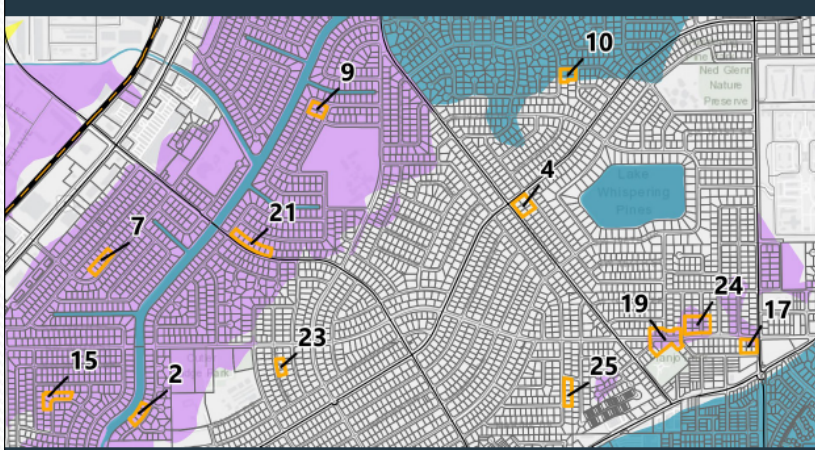 10
9
Ned Glenn
Nature
Preserve
4
Lake
Whispering
Pines
21
7
24
19
17
23
15
2
25